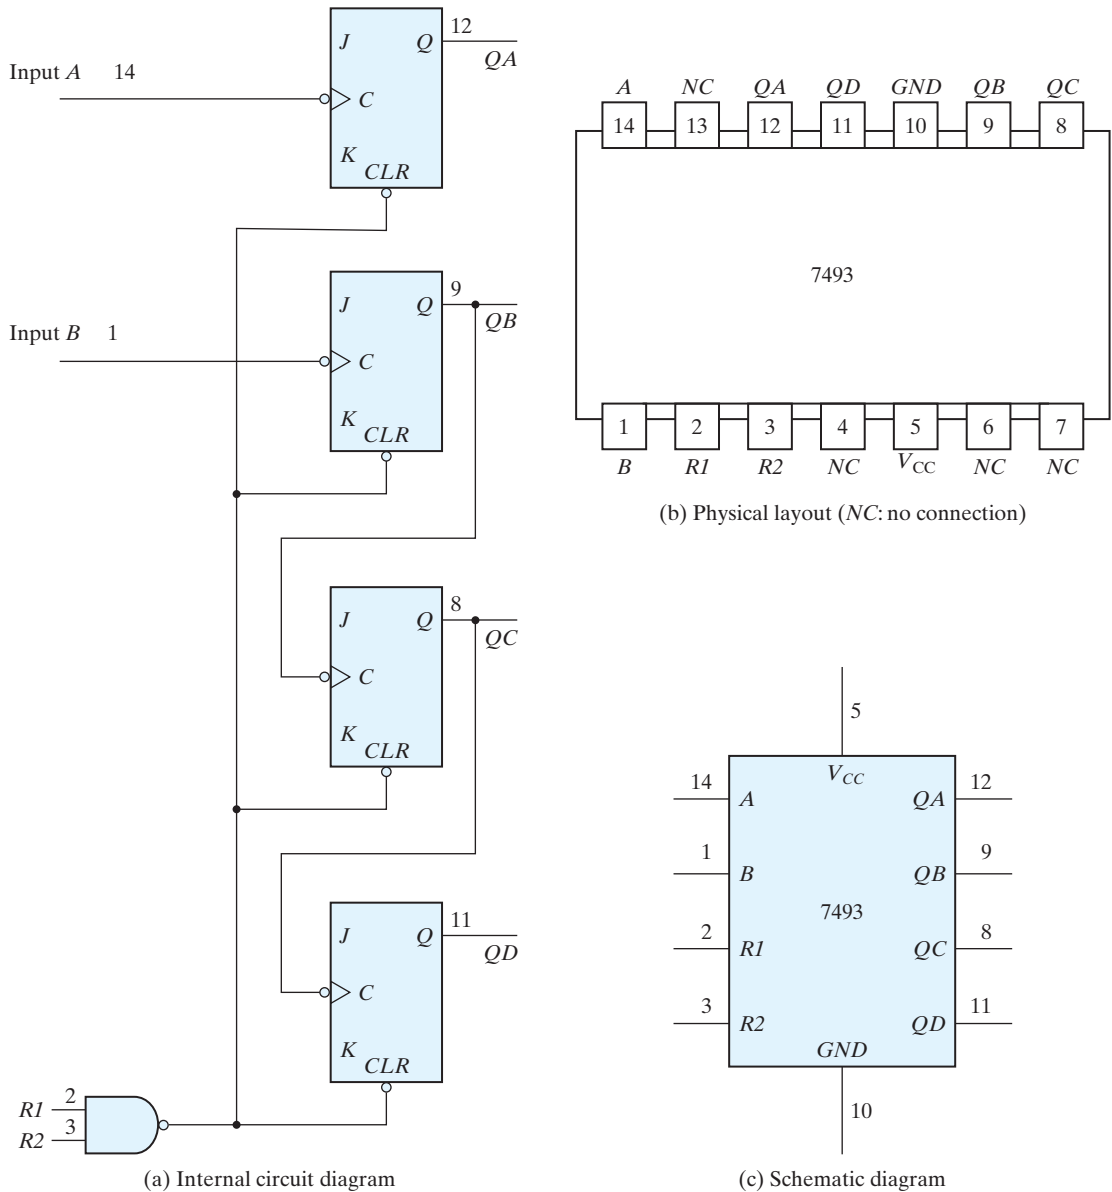 12
J Q
QA
Input A 14
C
K
CLR
9
J Q
QB
Input B 1
C
K
CLR
8
J Q
QC
C
K
CLR
11
J Q
QD
C
K
CLR
R1 2
R2 3
(a) Internal circuit diagram
A NC QA QD GND QB QC
14 13 12 11 10 9 8
7493
1 2 3 4 5 6 7
B R1 R2 NC VCC NC NC
(b) Physical layout (NC: no connection)
5
VCC
14 A QA 12
1 B QB 9
7493
2 R1 QC 8
3 R2 QD 11
GND
10
(c) Schematic diagram